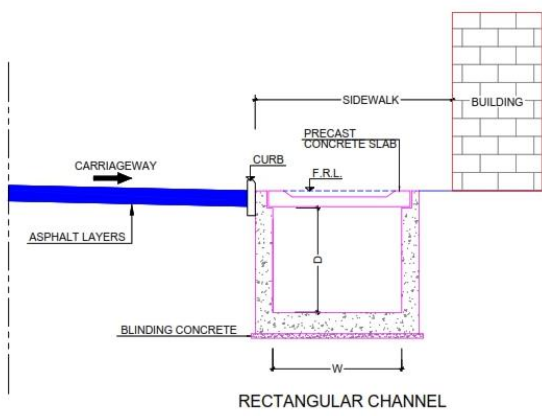 SIDEWALK
BUILDING
PRECAST
CONCRETE SLAB
CURB
CARRIAGEWAY
F.R.L
ASPHALT LAYERS
D
BLINDING CONCRETE
W
RECTANGULAR CHANNEL